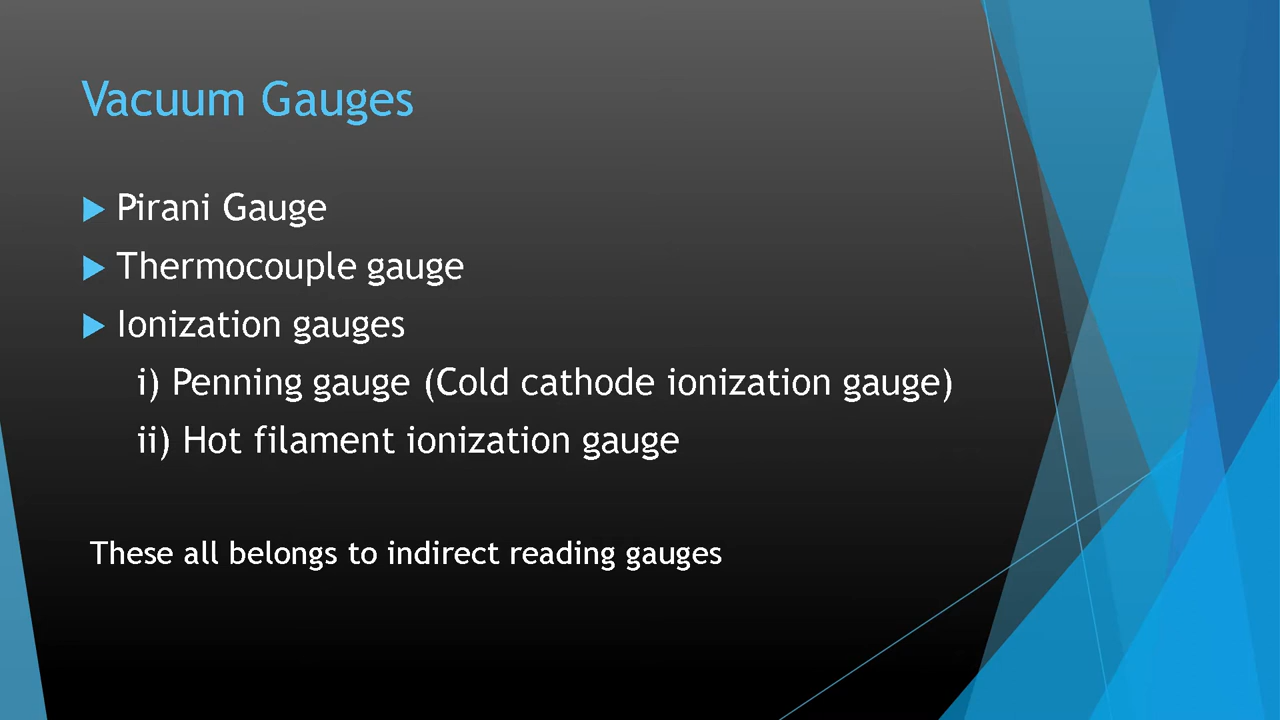 Vacuum Gauges
Pirani Gauge
Thermocouple gauge
Ionization gauges
i) Penning gauge (Cold cathode ionization gauge)
ii) Hot filament ionization gauge
These all belongs to indirect reading gauges